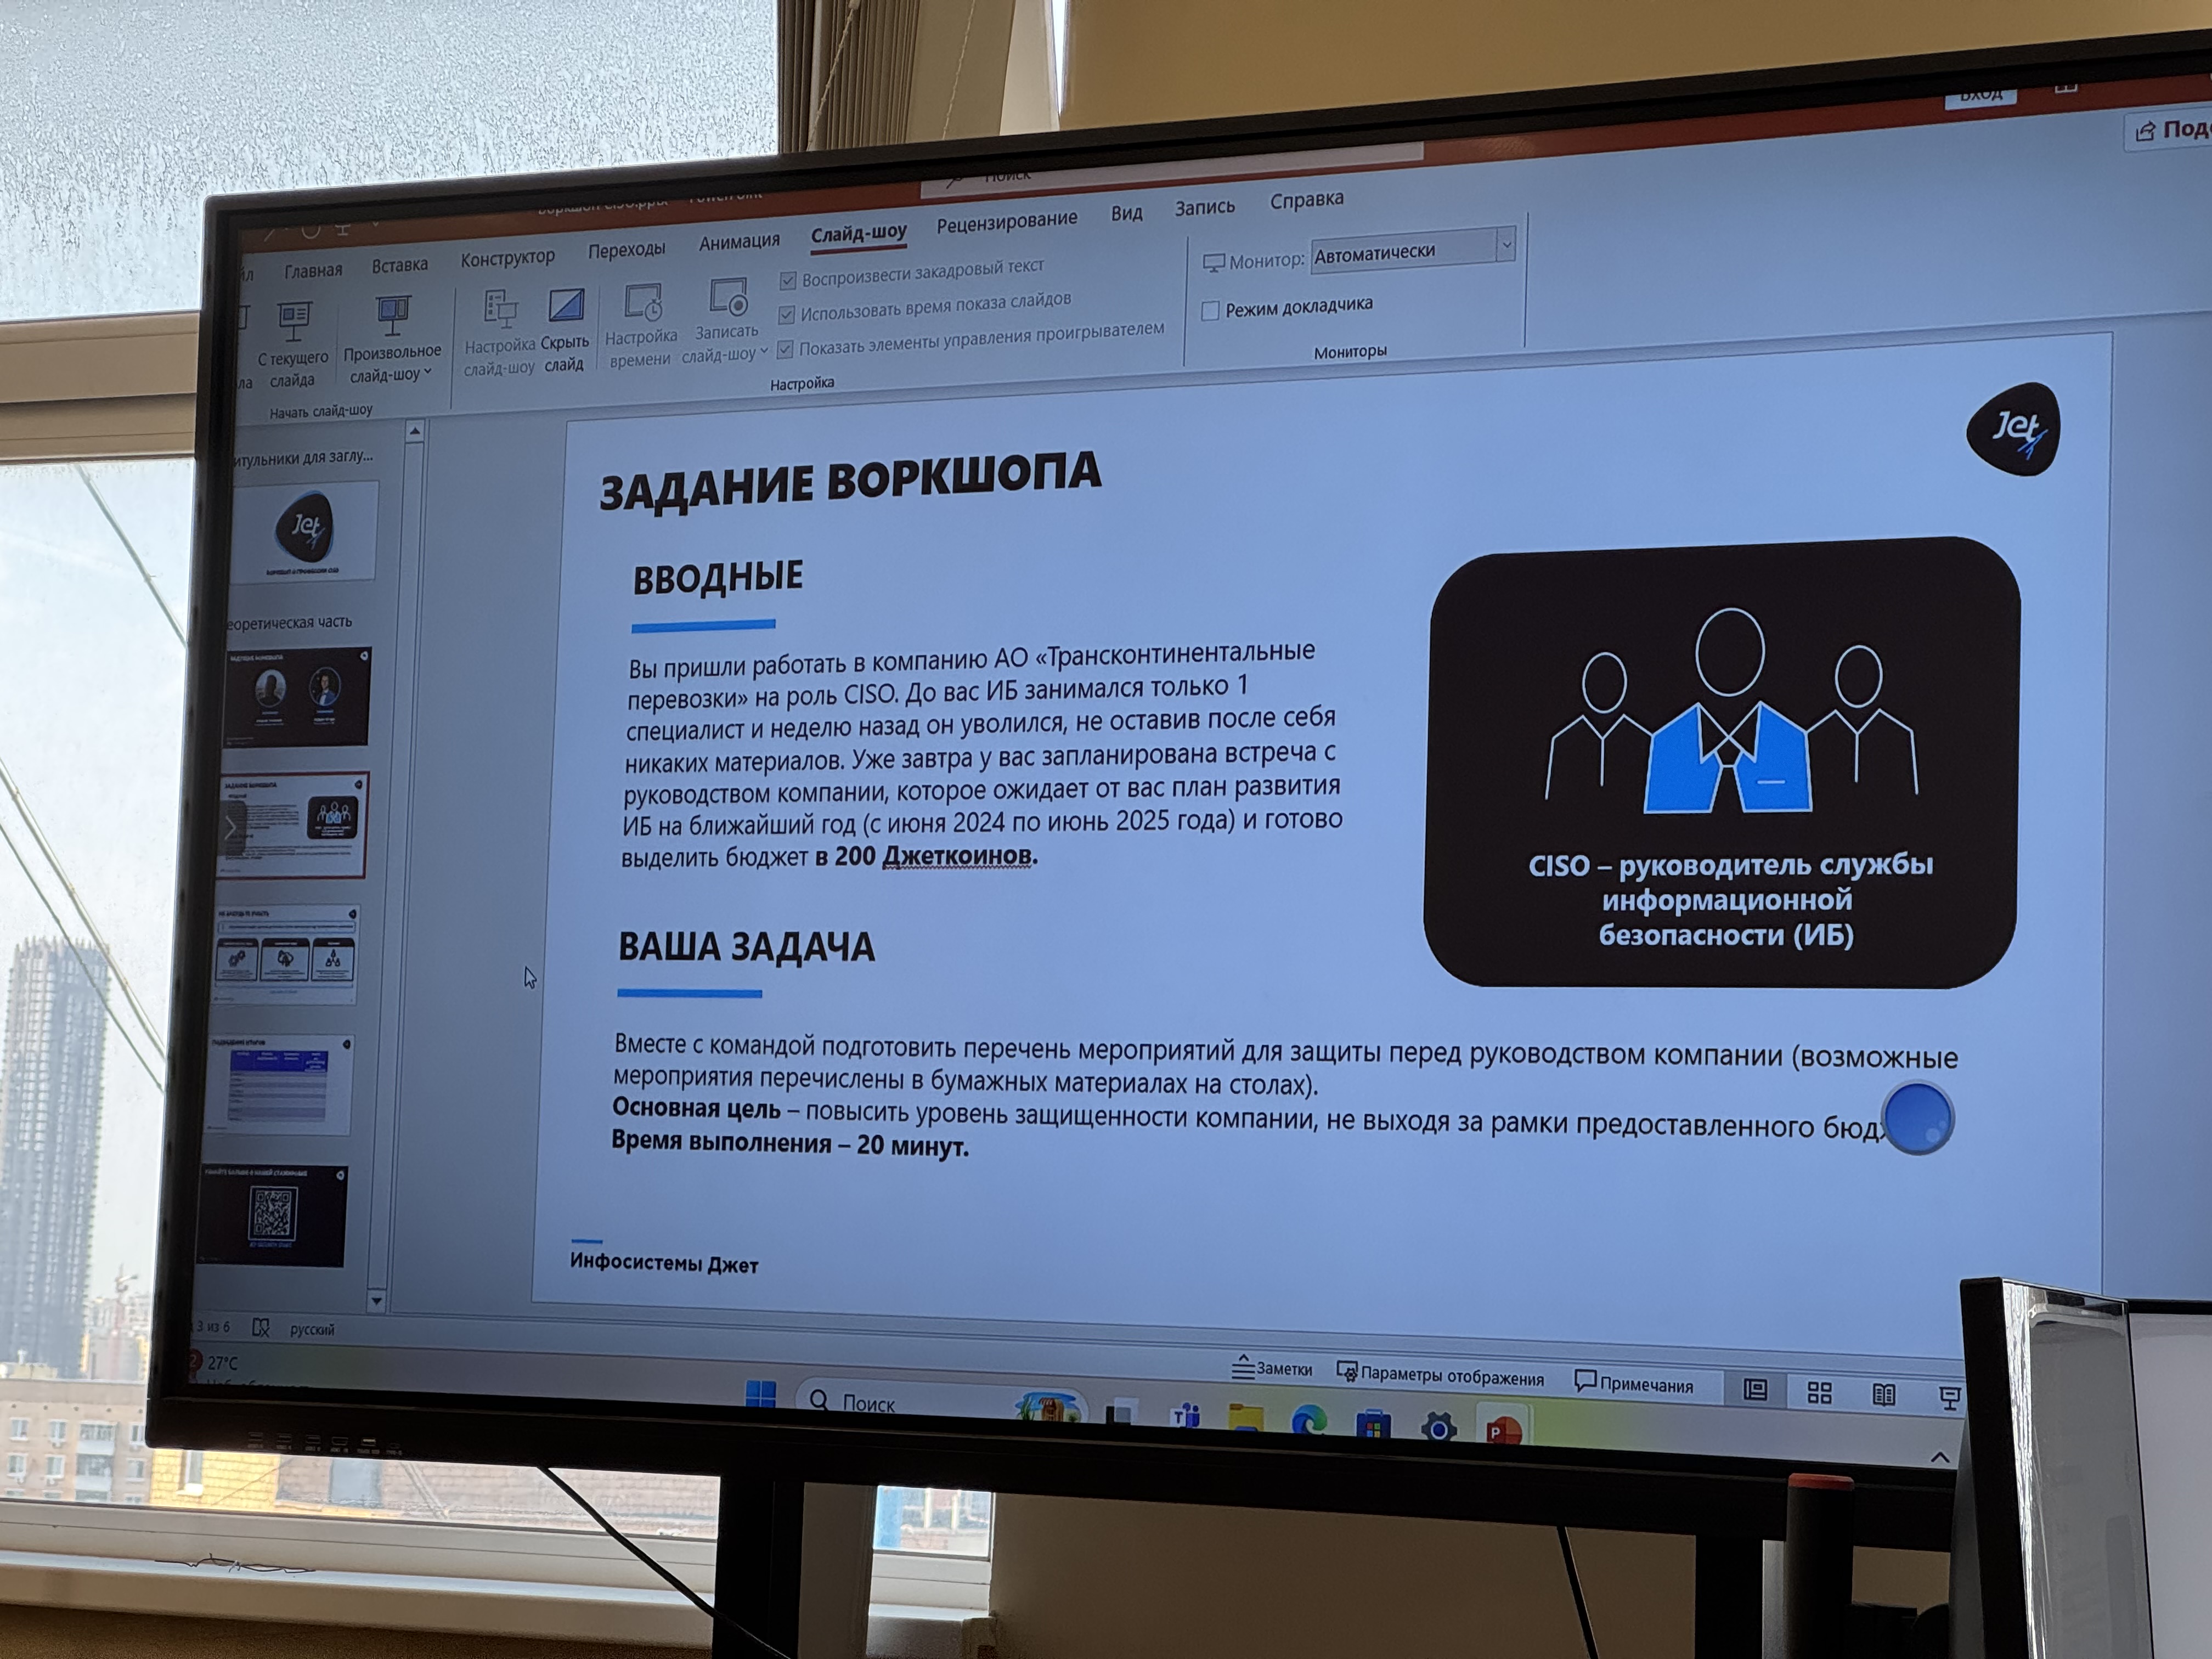 Вход
Поиск
Главная
Вставка
Конструктор
Переходы
Анимация
Слайд-шоу
Рецензирование
Вид
Запись
Справка
С текущего
слайда
Произвольное
слайд-шоу
Начать слайд-шоу
Настройка
слайд-шоу
Скрыть
слайд
Настройка
времени
Записать
слайд-шоу
Воспроизвести закадровый текст
Использовать время показа слайдов
Показать элементы управления проигрывателем
Настройка
Монитор: Автоматически
Режим докладчика
Мониторы
итульники для заглу...
Jet
еоретическая часть
ЗАДАНИЕ ВОРКШОПА
Jet
ВВОДНЫЕ
Вы пришли работать в компанию АО «Трансконтинентальные
перевозки» на роль CISO. До вас ИБ занимался только 1
специалист и неделю назад он уволился, не оставив после себя
никаких материалов. Уже завтра у вас запланирована встреча с
руководством компании, которое ожидает от вас план развития
ИБ на ближайший год (с июня 2024 по июнь 2025 года) и готово
выделить бюджет в 200 Джеткоинов.
CISO – руководитель службы
информационной
безопасности (ИБ)
ВАША ЗАДАЧА
Вместе с командой подготовить перечень мероприятий для защиты перед руководством компании (возможные
мероприятия перечислены в бумажных материалах на столах).
Основная цель – повысить уровень защищенности компании, не выходя за рамки предоставленного бюд
Время выполнения – 20 минут.
Инфосистемы Джет
3 из 6
русский
Заметки
Параметры отображения
Примечания
27°C
Поиск